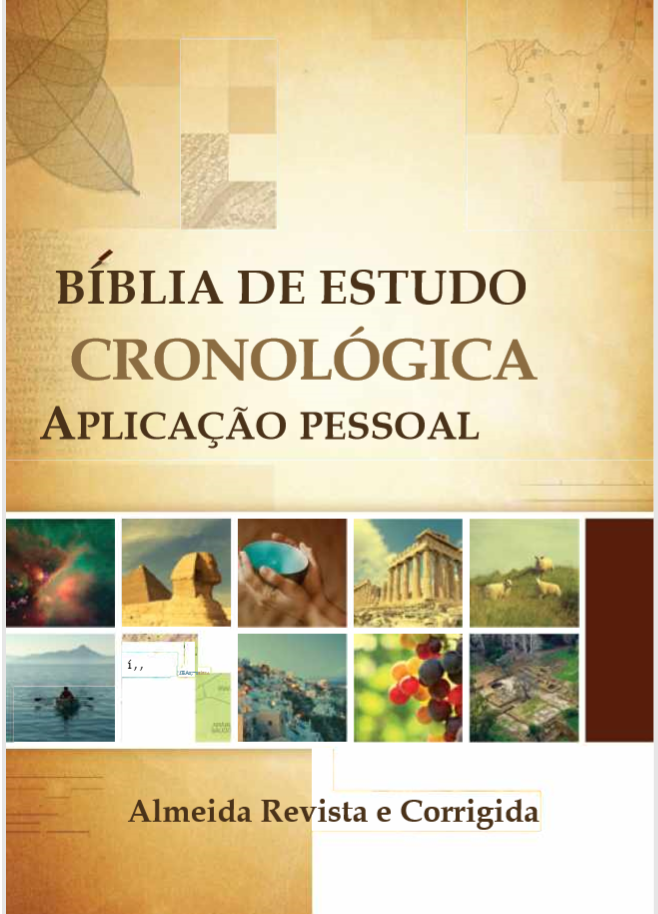 BÍBLIA DE ESTUDO
CRONOLÓGICA
APLICAÇÃO PESSOAL
í,,
Almeida Revista e Corrigida